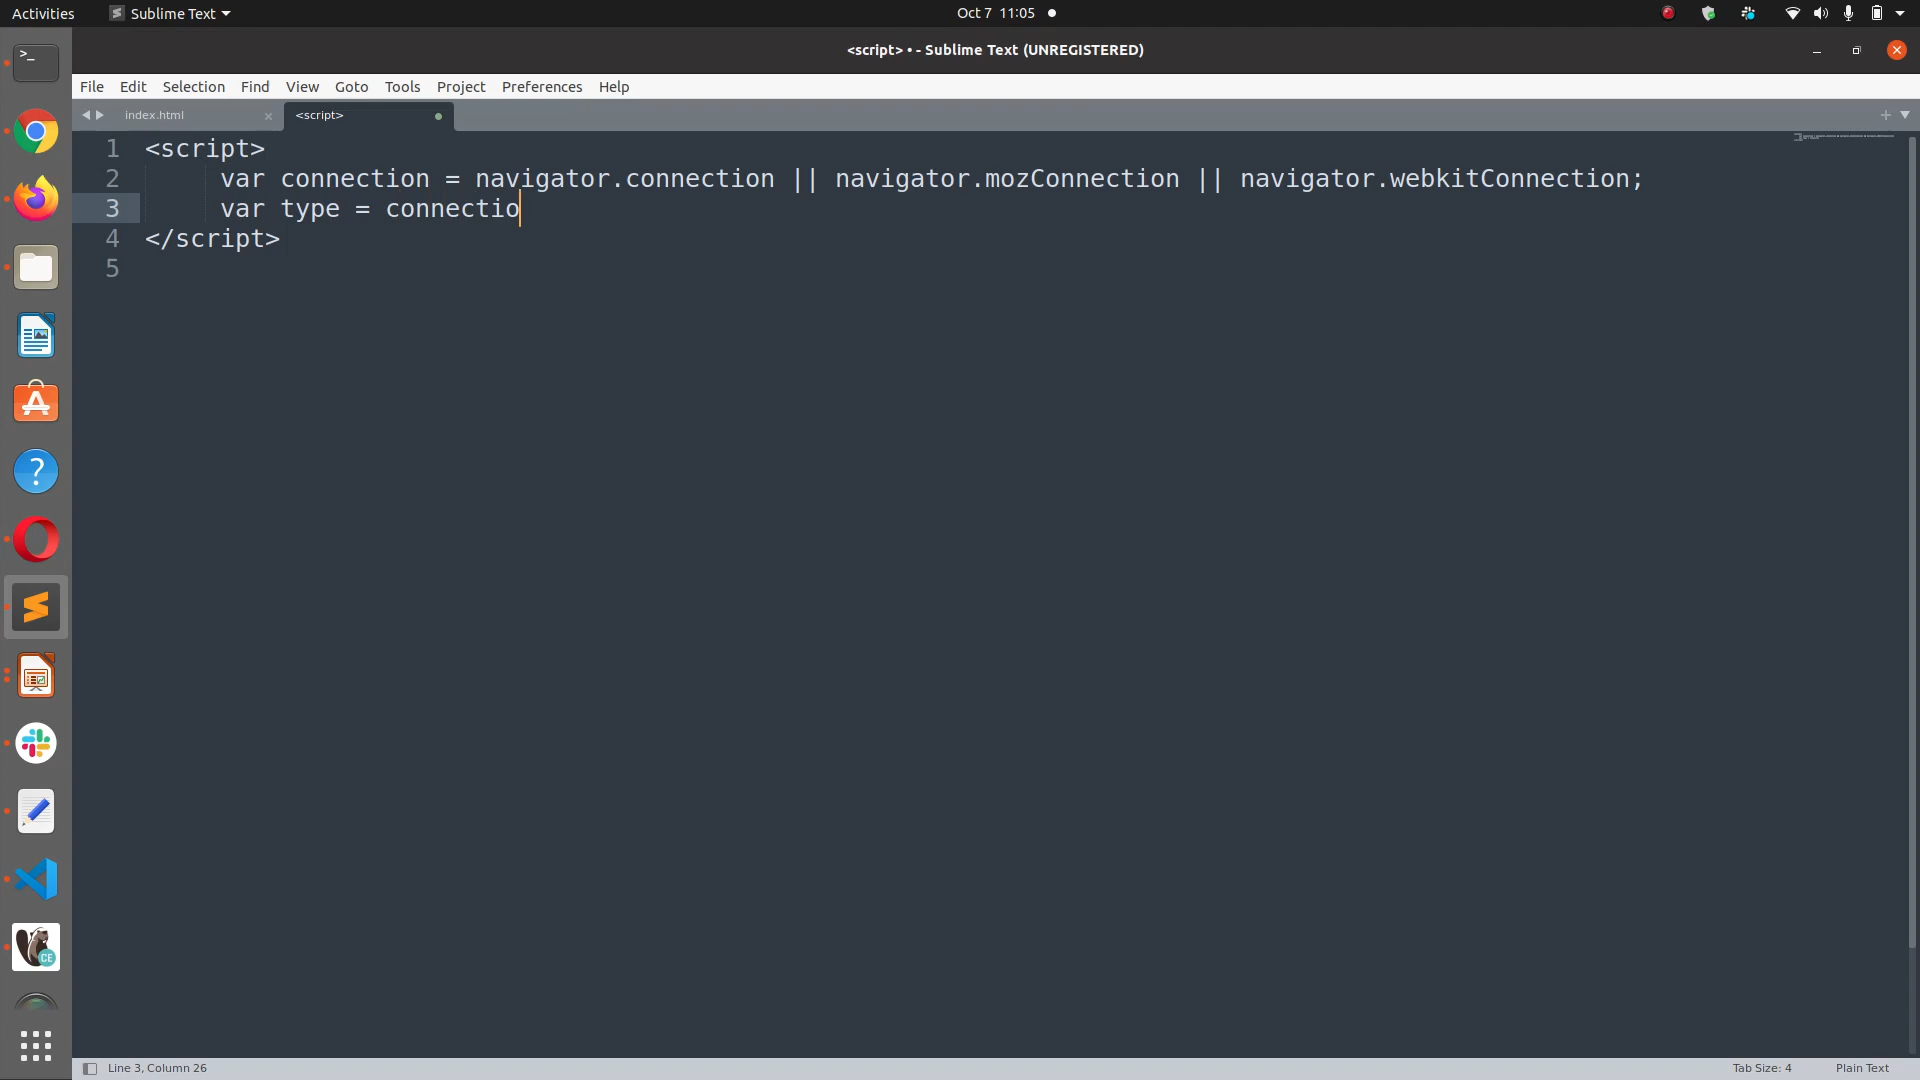 Activities Sublime Text Oct 7 11:05
<script> • - Sublime Text (UNREGISTERED)
File Edit Selection Find View Goto Tools Project Preferences Help
index.html <script>
1 <script>
2 var connection = navigator.connection || navigator.mozConnection || navigator.webkitConnection;
3 var type = connectio
4 </script>
5
>_
?
CE
Line 3, Column 26 Tab Size: 4 Plain Text